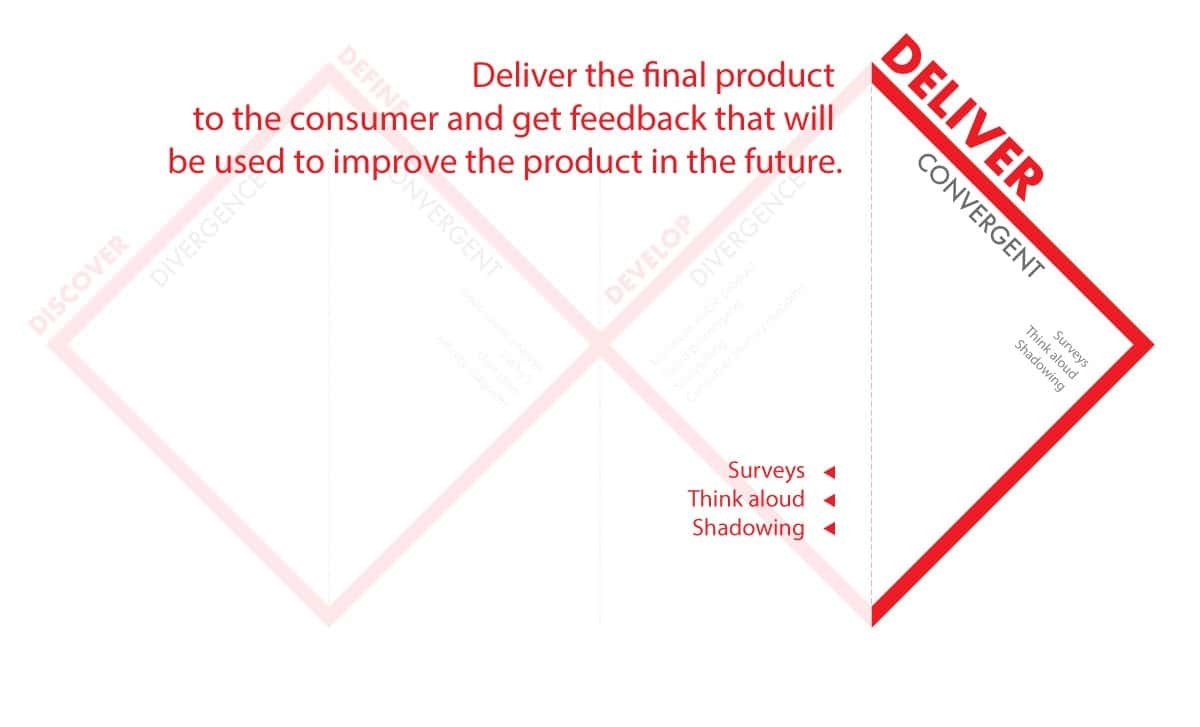 Deliver the final product
to the consumer and get feedback that will
be used to improve the product in the future.
DISCOVER
DIVERGENCE
DEFINE
CONVERGENT
DEVELOP
DIVERGENCE
DELIVER
CONVERGENT
Surveys
Think aloud
Shadowing
Surveys
Think aloud
Shadowing